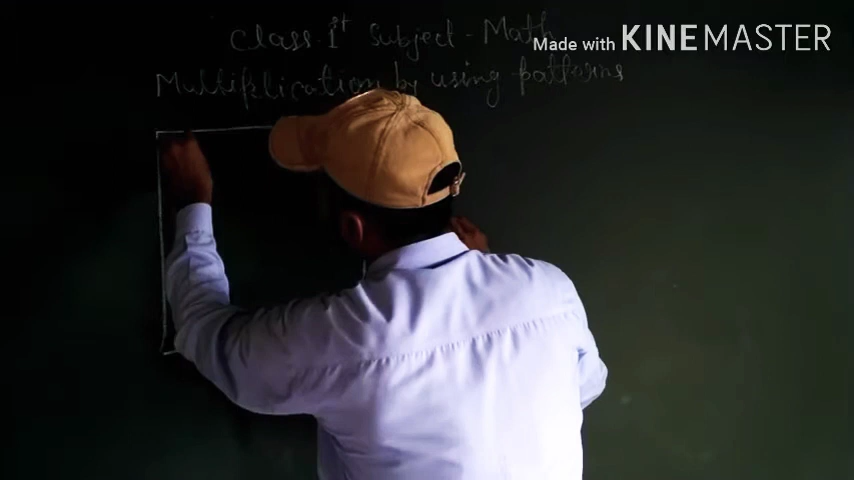 Class 1st Subject - Math
Made with KINEMASTER
Multiplication by using patterns